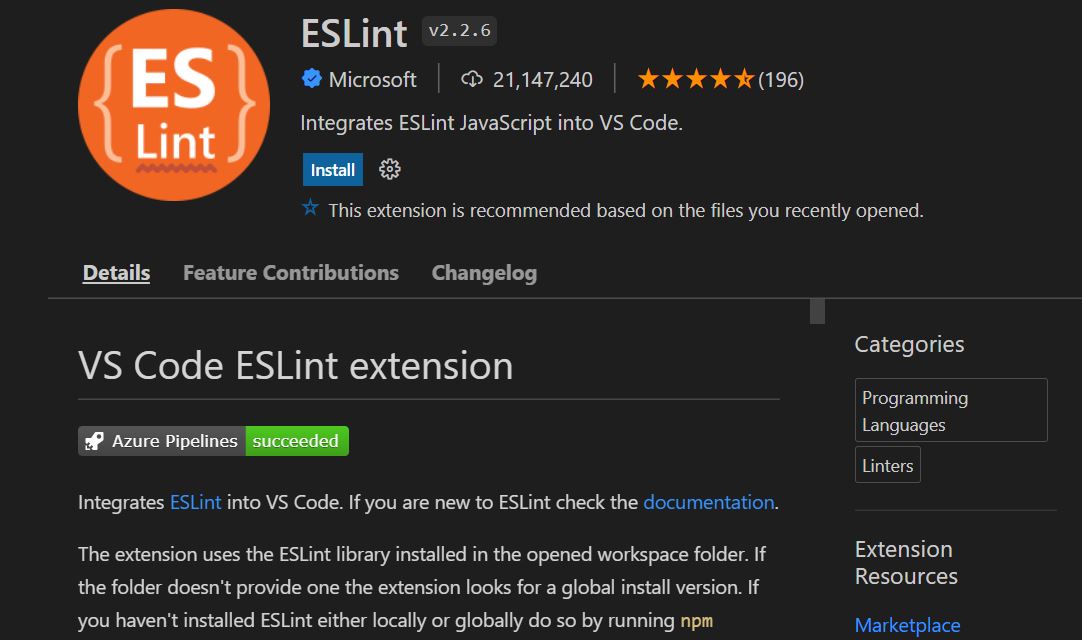 {ES}
Lint
ESLint v2.2.6
Microsoft 21,147,240 (196)
Integrates ESLint JavaScript into VS Code.
Install
This extension is recommended based on the files you recently opened.
Details Feature Contributions Changelog
VS Code ESLint extension
Azure Pipelines succeeded
Integrates ESLint into VS Code. If you are new to ESLint check the documentation.
The extension uses the ESLint library installed in the opened workspace folder. If
the folder doesn't provide one the extension looks for a global install version. If
you haven't installed ESLint either locally or globally do so by running npm
Categories
Programming
Languages
Linters
Extension
Resources
Marketplace